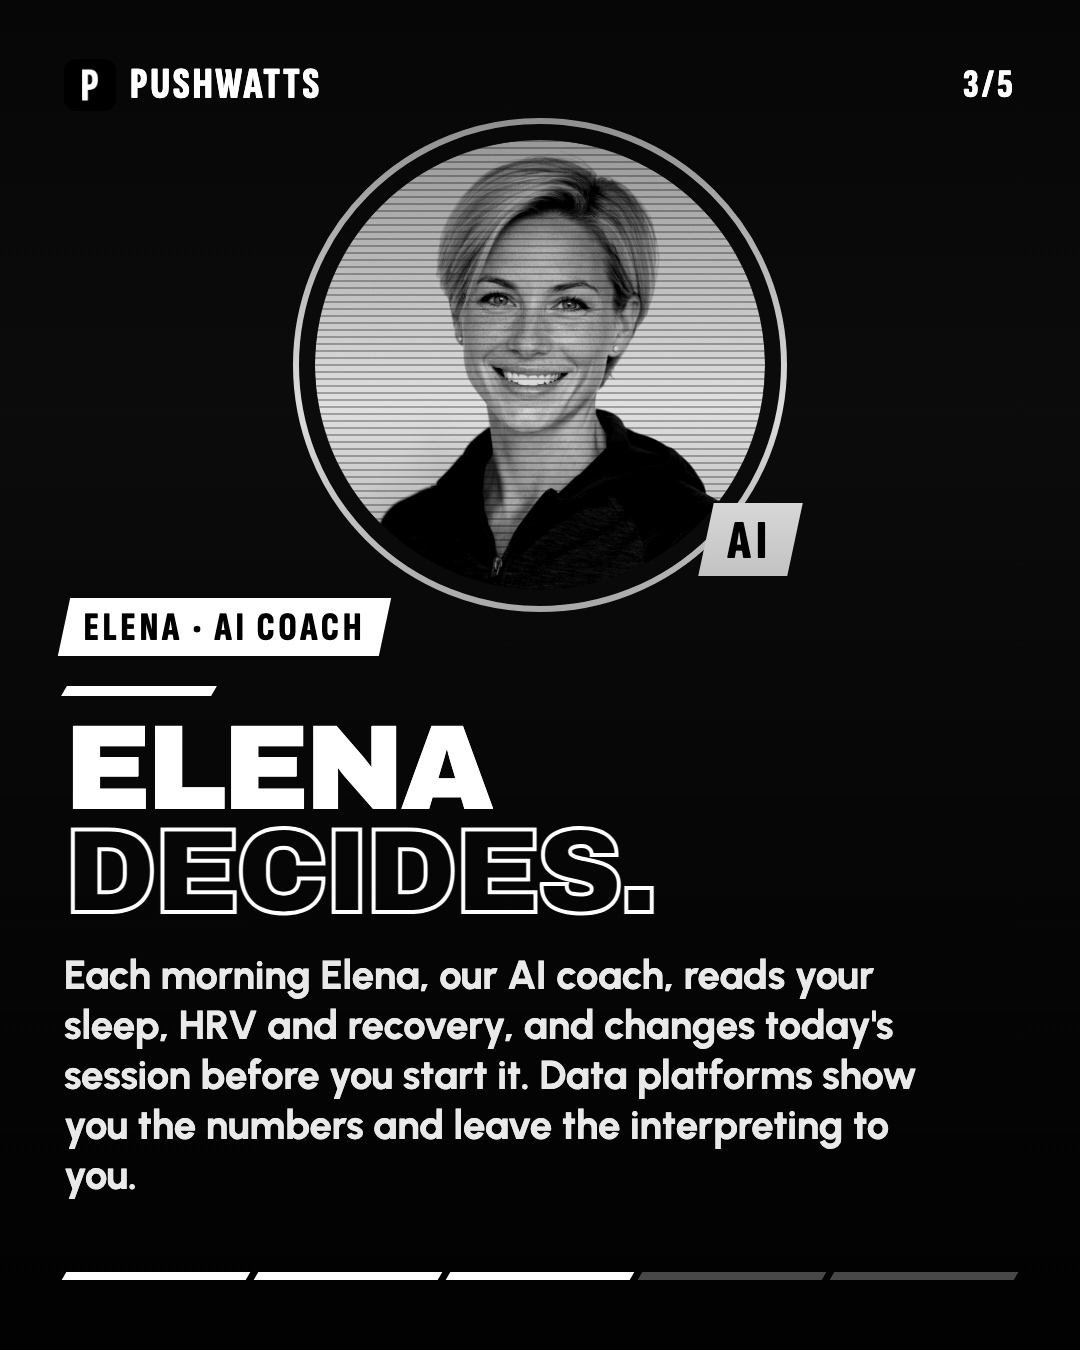 P PUSHWATTS
3/5
AI
ELENA · AI COACH
ELENA
DECIDES.
Each morning Elena, our AI coach, reads your
sleep, HRV and recovery, and changes today's
session before you start it. Data platforms show
you the numbers and leave the interpreting to
you.